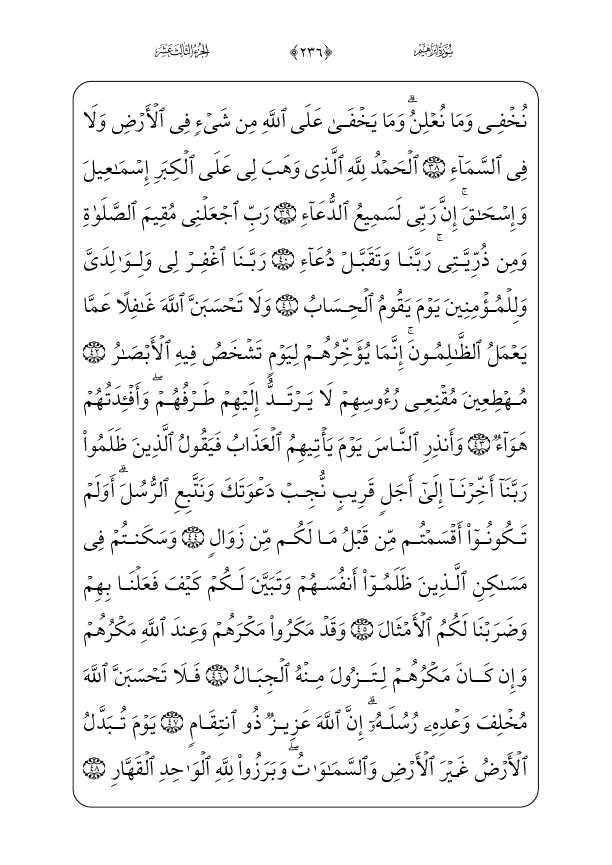 سُورَةُ إِبْرَاهِيم ﴿٢٣٦﴾ الجُزْءُ الثَّالِثَ عَشَرَ
نُخْفِى وَمَا نُعْلِنُۗ وَمَا يَخْفَىٰ عَلَى ٱللَّهِ مِن شَىْءٍ فِى ٱلْأَرْضِ وَلَا
فِى ٱلسَّمَآءِ ٣٨ ٱلْحَمْدُ لِلَّهِ ٱلَّذِى وَهَبَ لِى عَلَى ٱلْكِبَرِ إِسْمَـٰعِيلَ
وَإِسْحَـٰقَۚ إِنَّ رَبِّى لَسَمِيعُ ٱلدُّعَآءِ ٣٩ رَبِّ ٱجْعَلْنِى مُقِيمَ ٱلصَّلَوٰةِ
وَمِن ذُرِّيَّتِىۚ رَبَّنَا وَتَقَبَّلْ دُعَآءِ ٤٠ رَبَّنَا ٱغْفِرْ لِى وَلِوَٰلِدَىَّ
وَلِلْمُؤْمِنِينَ يَوْمَ يَقُومُ ٱلْحِسَابُ ٤١ وَلَا تَحْسَبَنَّ ٱللَّهَ غَـٰفِلًا عَمَّا
يَعْمَلُ ٱلظَّـٰلِمُونَۚ إِنَّمَا يُؤَخِّرُهُمْ لِيَوْمٍ تَشْخَصُ فِيهِ ٱلْأَبْصَـٰرُ ٤٢
مُهْطِعِينَ مُقْنِعِى رُءُوسِهِمْ لَا يَرْتَدُّ إِلَيْهِمْ طَرْفُهُمْۖ وَأَفْـِٔدَتُهُمْ
هَوَآءٌ ٤٣ وَأَنذِرِ ٱلنَّاسَ يَوْمَ يَأْتِيهِمُ ٱلْعَذَابُ فَيَقُولُ ٱلَّذِينَ ظَلَمُوا۟
رَبَّنَآ أَخِّرْنَآ إِلَىٰٓ أَجَلٍ قَرِيبٍ نُّجِبْ دَعْوَتَكَ وَنَتَّبِعِ ٱلرُّسُلَۗ أَوَلَمْ
تَكُونُوٓا۟ أَقْسَمْتُم مِّن قَبْلُ مَا لَكُم مِّن زَوَالٍ ٤٤ وَسَكَنتُمْ فِى
مَسَـٰكِنِ ٱلَّذِينَ ظَلَمُوٓا۟ أَنفُسَهُمْ وَتَبَيَّنَ لَكُمْ كَيْفَ فَعَلْنَا بِهِمْ
وَضَرَبْنَا لَكُمُ ٱلْأَمْثَالَ ٤٥ وَقَدْ مَكَرُوا۟ مَكْرَهُمْ وَعِندَ ٱللَّهِ مَكْرُهُمْ
وَإِن كَانَ مَكْرُهُمْ لِتَزُولَ مِنْهُ ٱلْجِبَالُ ٤٦ فَلَا تَحْسَبَنَّ ٱللَّهَ
مُخْلِفَ وَعْدِهِۦ رُسُلَهُۥٓۗ إِنَّ ٱللَّهَ عَزِيزٌ ذُو ٱنتِقَامٍ ٤٧ يَوْمَ تُبَدَّلُ
ٱلْأَرْضُ غَيْرَ ٱلْأَرْضِ وَٱلسَّمَـٰوَٰتُۖ وَبَرَزُوا۟ لِلَّهِ ٱلْوَٰحِدِ ٱلْقَهَّارِ ٤٨